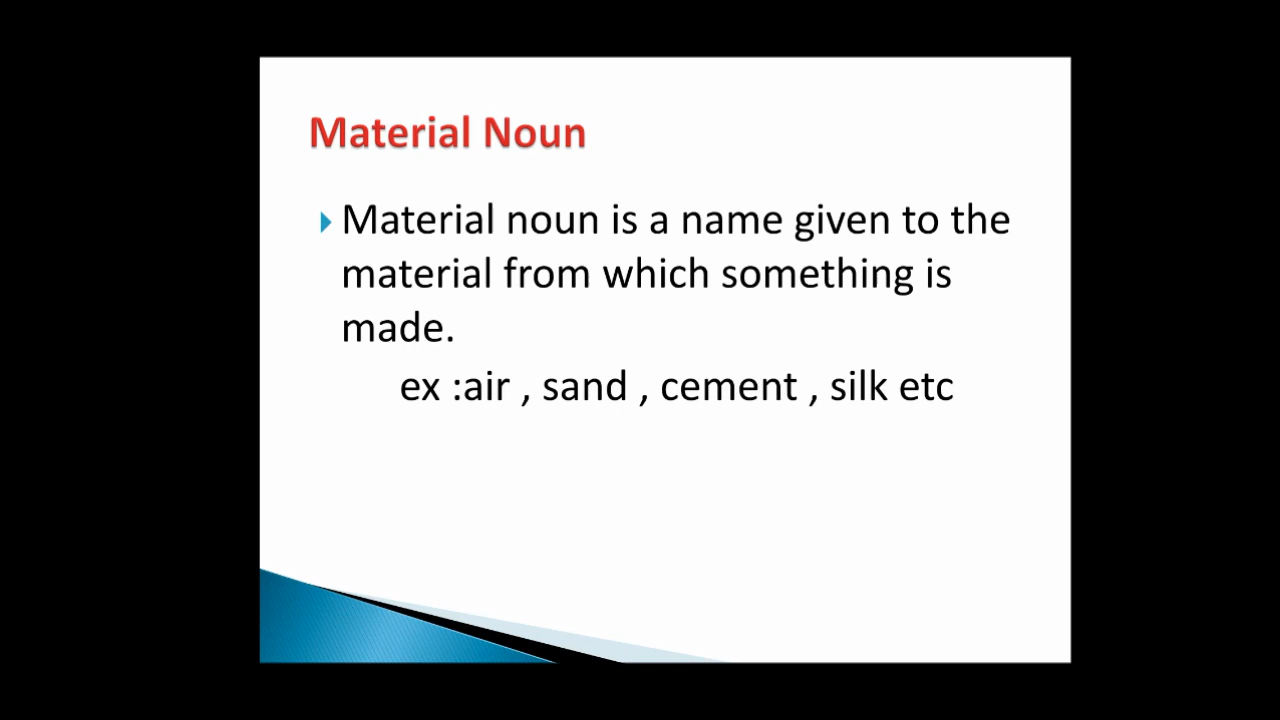 Material Noun
Material noun is a name given to the
material from which something is
made.
ex :air , sand , cement , silk etc